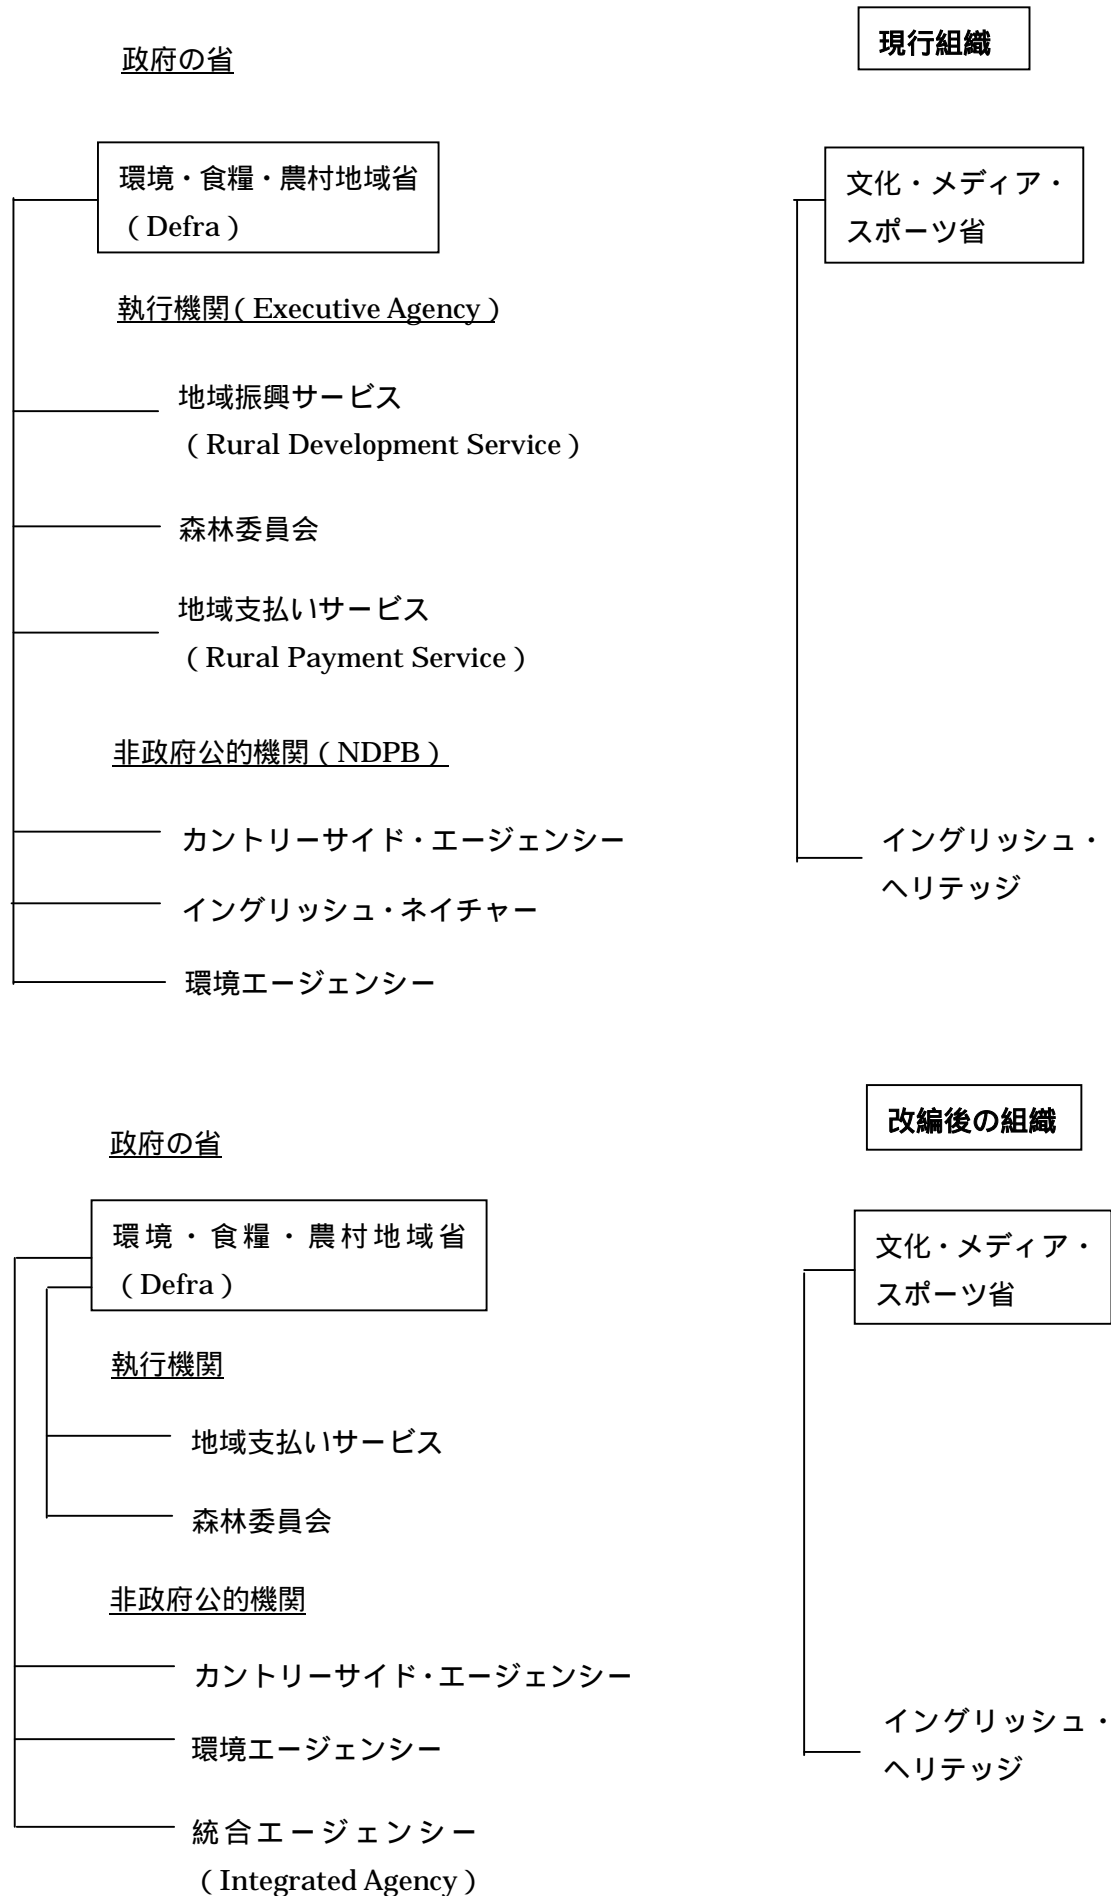 政府の省
現行組織
環境・食糧・農村地域省
（Defra）
文化・メディア・
スポーツ省
執行機関（Executive Agency）
地域振興サービス
（Rural Development Service）
森林委員会
地域支払いサービス
（Rural Payment Service）
非政府公的機関（NDPB）
カントリーサイド・エージェンシー
イングリッシュ・ネイチャー
環境エージェンシー
イングリッシュ・
ヘリテッジ
政府の省
改編後の組織
環境・食糧・農村地域省
（Defra）
文化・メディア・
スポーツ省
執行機関
地域支払いサービス
森林委員会
非政府公的機関
カントリーサイド・エージェンシー
環境エージェンシー
統合エージェンシー
（Integrated Agency）
イングリッシュ・
ヘリテッジ